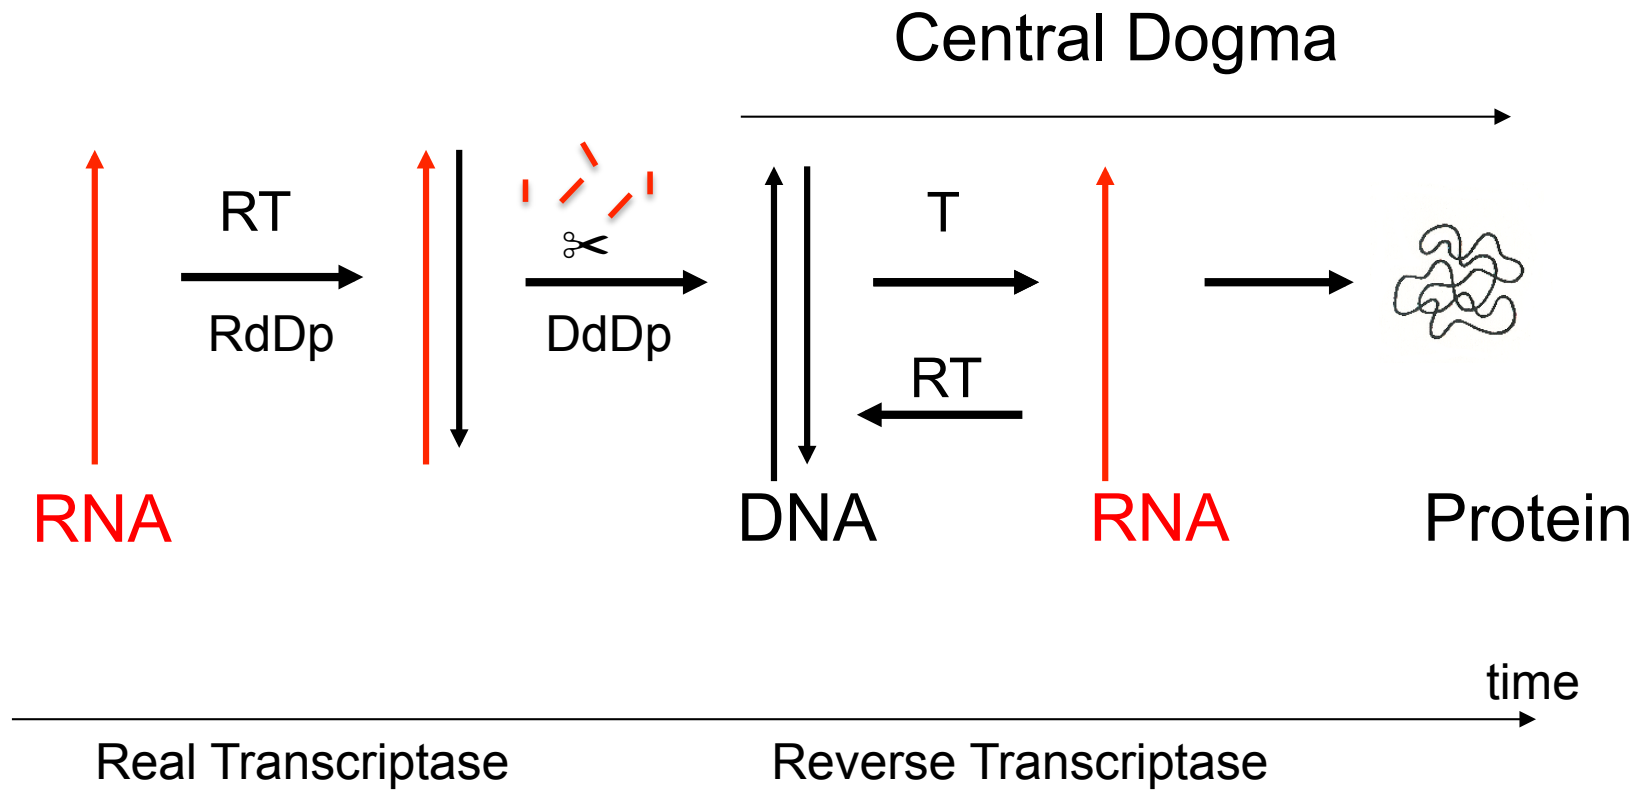 Central Dogma
RT
T
RdDp
DdDp
RT
RNA
DNA
RNA
Protein
time
Real Transcriptase
Reverse Transcriptase